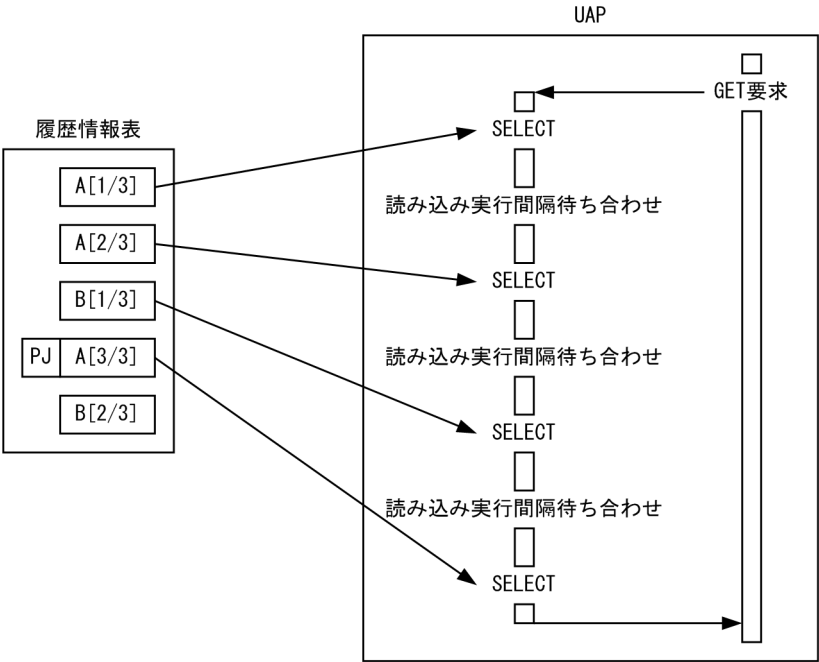 UAP
GET要求
履歴情報表
SELECT
A[1/3]
読み込み実行間隔待ち合わせ
A[2/3]
SELECT
B[1/3]
PJ A[3/3]
読み込み実行間隔待ち合わせ
B[2/3]
SELECT
読み込み実行間隔待ち合わせ
SELECT